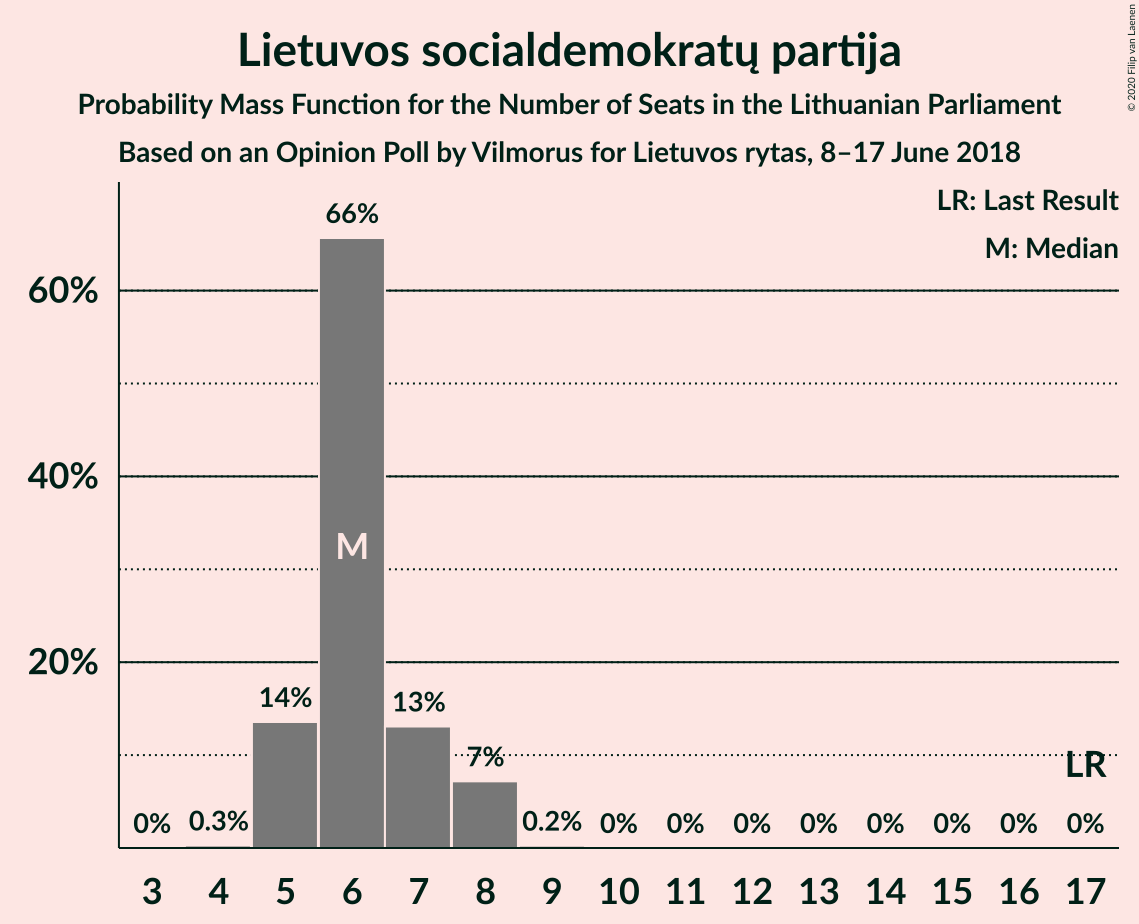 Lietuvos socialdemokratų partija
Probability Mass Function for the Number of Seats in the Lithuanian Parliament
Based on an Opinion Poll by Vilmorus for Lietuvos rytas, 8–17 June 2018
© 2020 Filip van Laenen
LR: Last Result
M: Median
66%
60%
40%
M
20%
14%
13%
7%
LR
0%
0.3%
0.2%
0%
0%
0%
0%
0%
0%
0%
0%
3 4 5 6 7 8 9 10 11 12 13 14 15 16 17